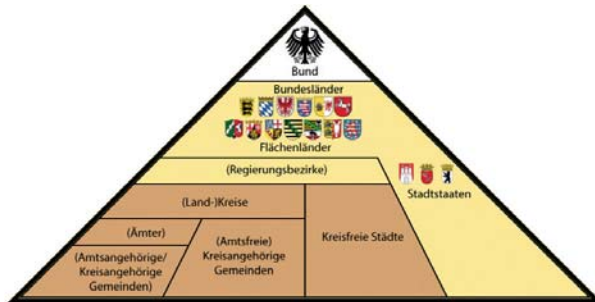 Bund
Bundesländer
Flächenländer
(Regierungsbezirke)
Stadtstaaten
(Land-)Kreise
(Ämter)
(Amtsangehörige/
Kreisangehörige
Gemeinden)
(Amtsfreie)
Kreisangehörige
Gemeinden
Kreisfreie Städte